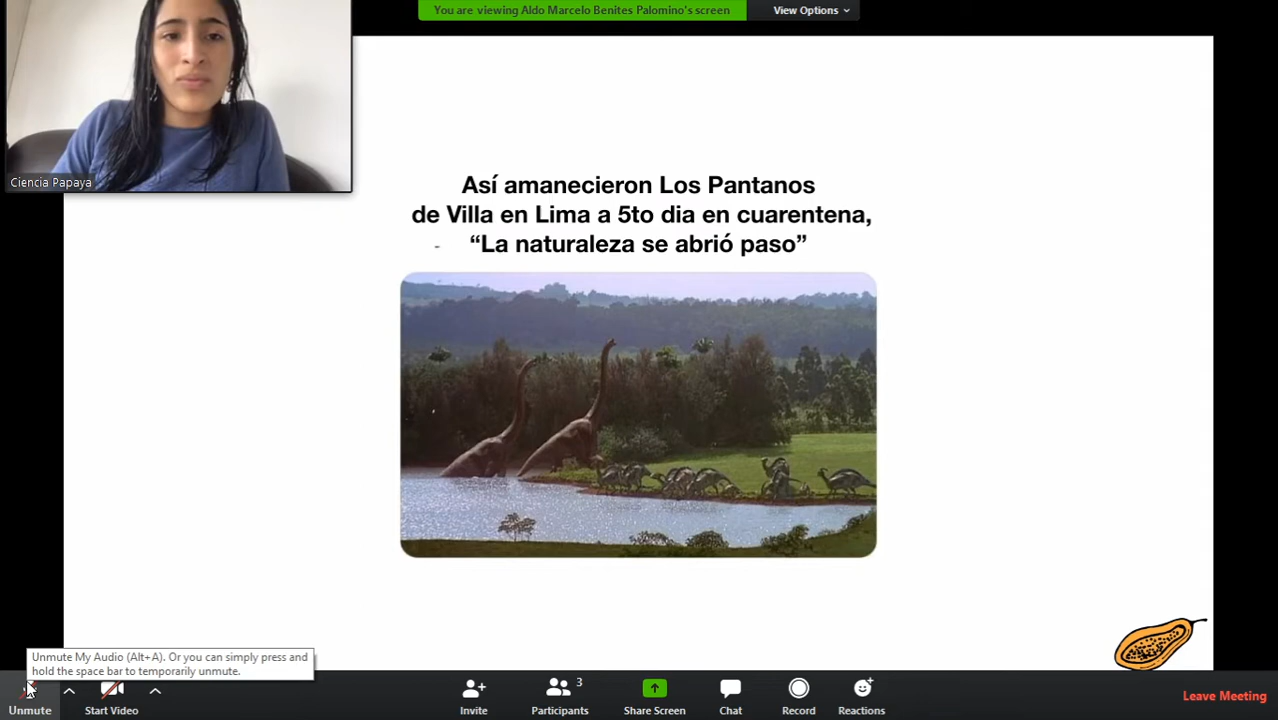 You are viewing Aldo Marcelo Benites Palomino's screen
View Options
Ciencia Papaya
Así amanecieron Los Pantanos
de Villa en Lima a 5to dia en cuarentena,
“La naturaleza se abrió paso”
Unmute My Audio (Alt+A). Or you can simply press and
hold the space bar to temporarily unmute.
Unmute
Start Video
Invite
3
Participants
Share Screen
Chat
Record
Reactions
Leave Meeting